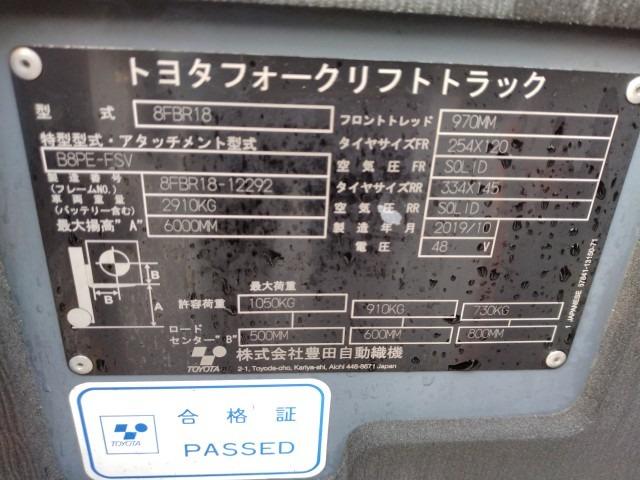 トヨタフォークリフトトラック
型式 8FBR18 フロントトレッド 970MM
特型型式・アタッチメント型式 タイヤサイズFR 254X120
B8PE-FSV 空気圧FR SOLID
製造番号(フレームNO.) 8FBR18-12292 タイヤサイズRR 334X145
車両重量(バッテリー含む) 2910KG 空気圧RR SOLID
最大揚高"A" 6000MM 製造年月 2019/10
電圧 48 V
B
B
A
最大荷重
許容荷重 1050KG 910KG 730KG
ロードセンター"B" 500MM 600MM 800MM
TOYOTA 株式会社豊田自動織機
2-1, Toyoda-cho, Kariya-shi, Aichi 448-8671 Japan
1 JAPANESE 57641-13160-71
TOYOTA
合格証
PASSED